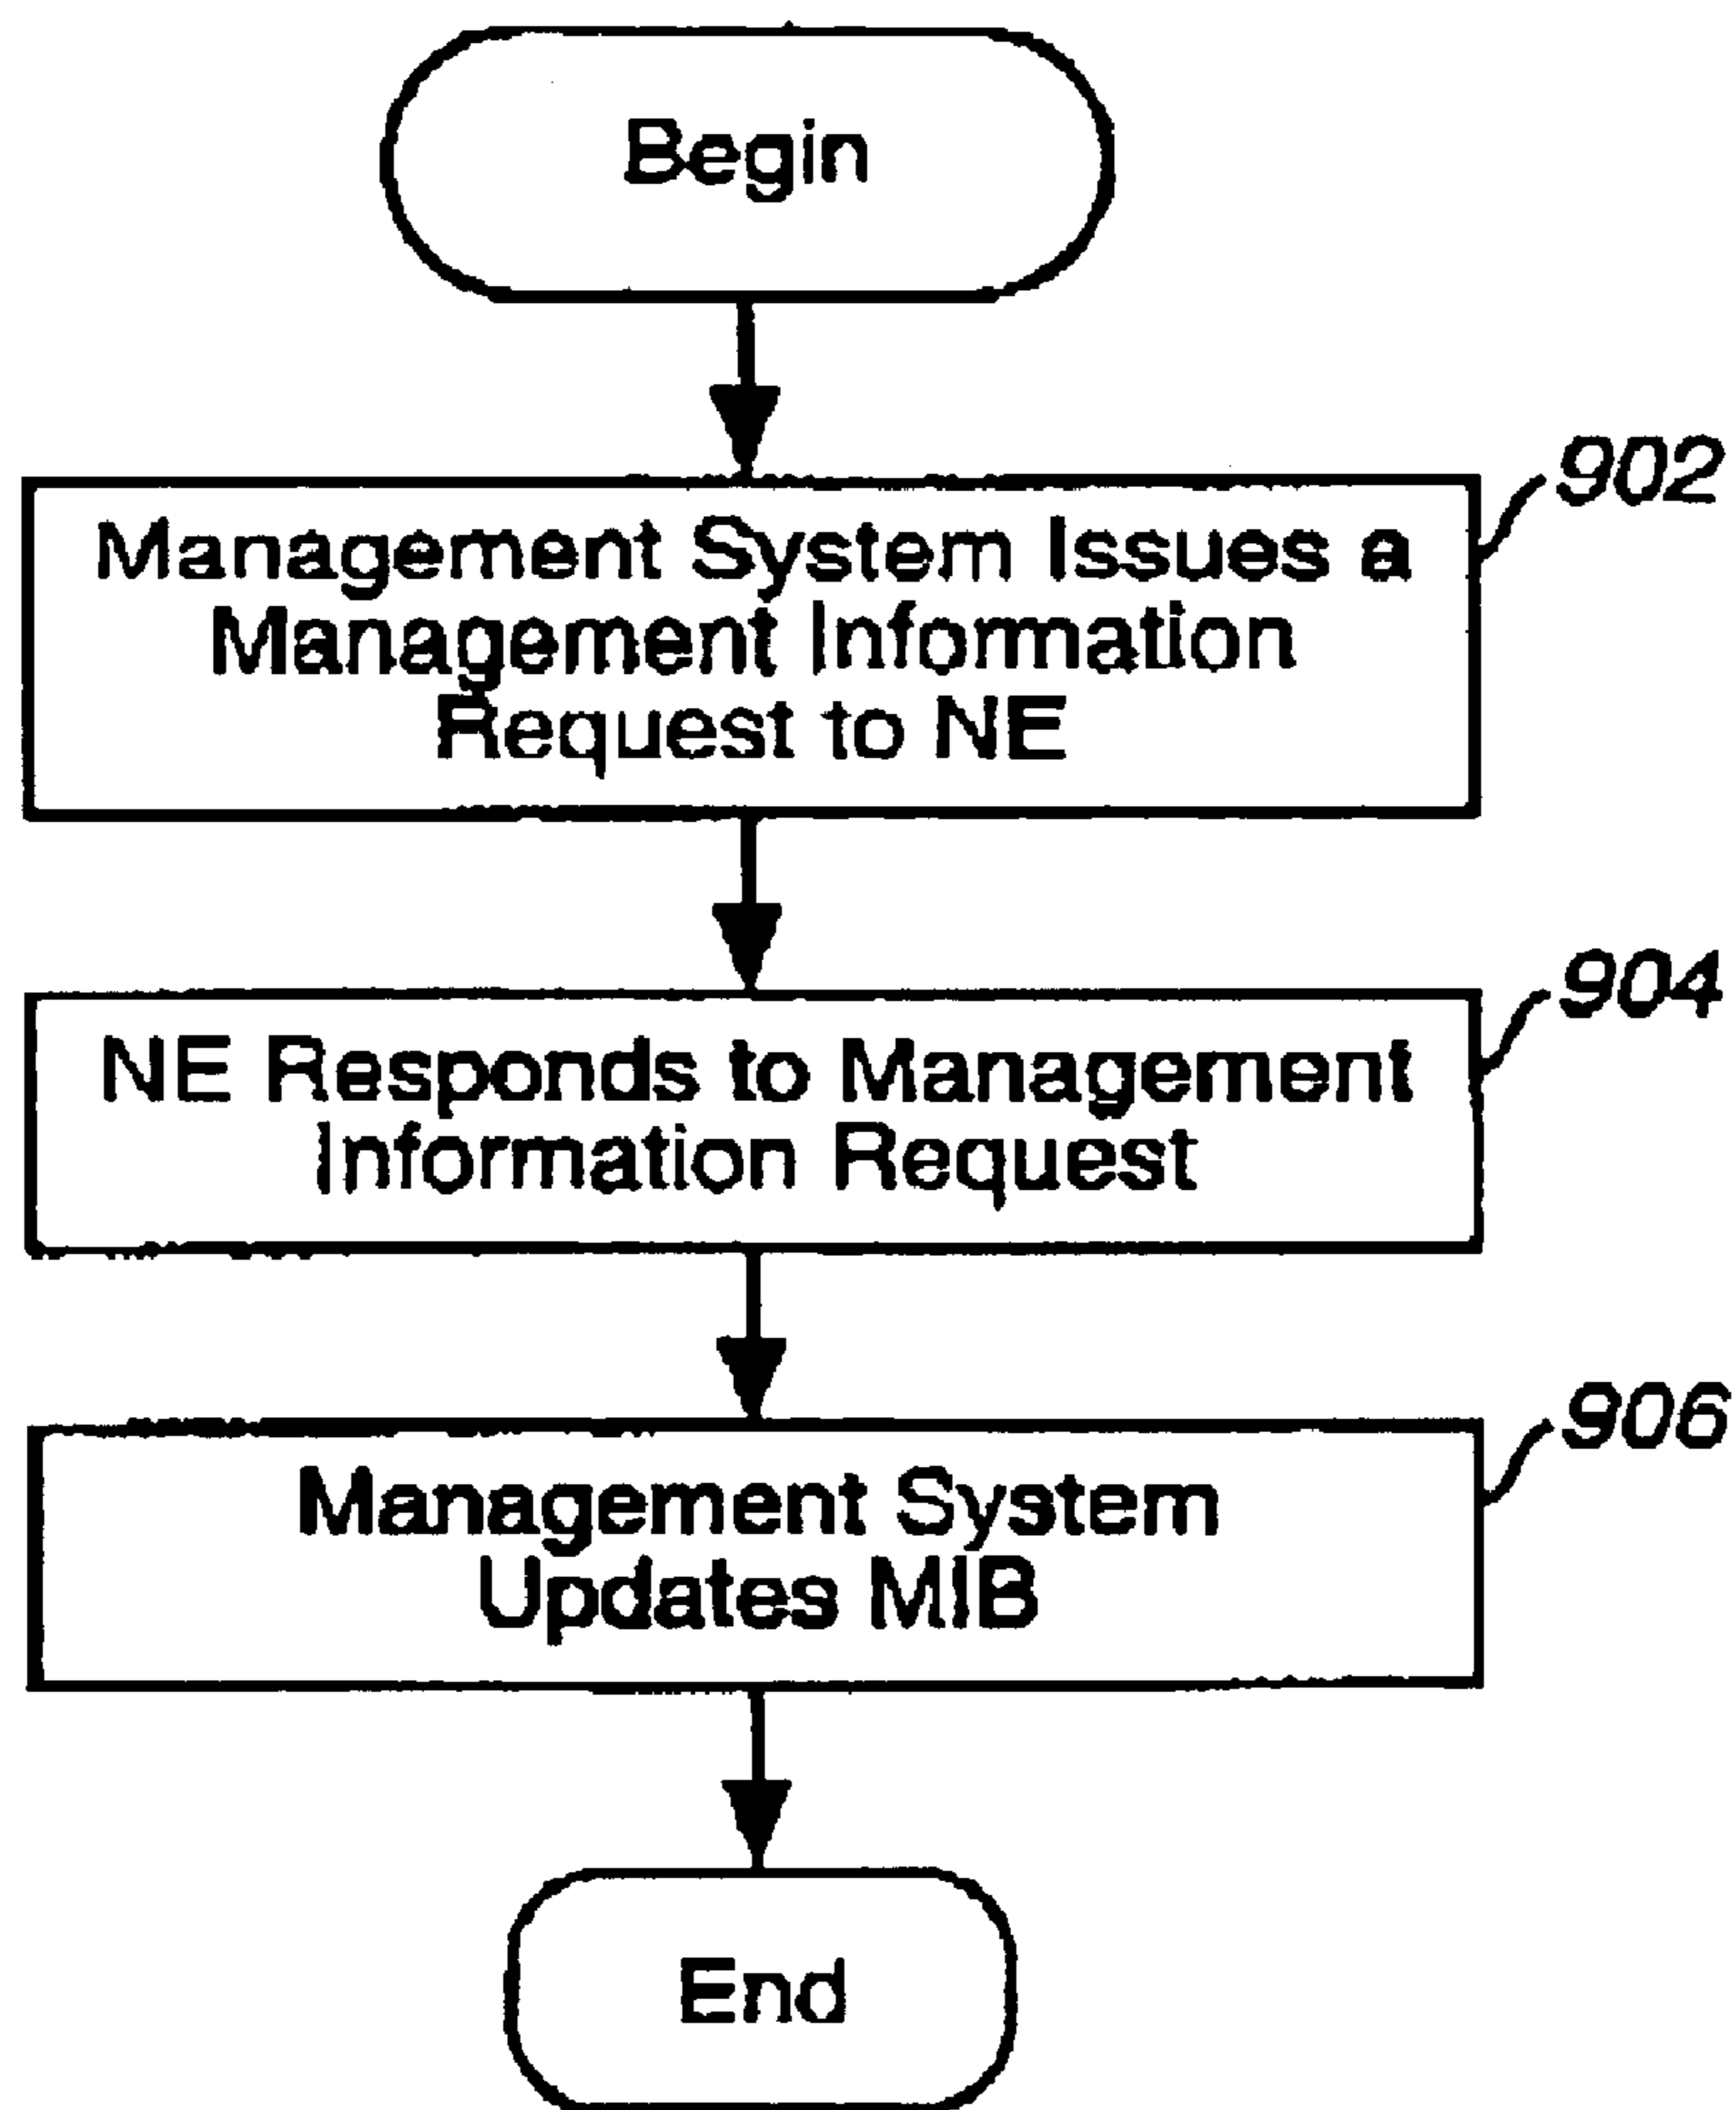 Begin
902
Management System Issues a
Management Information
Request to NE
904
NE Responds to Management
Information Request
906
Management System
Updates MIB
End